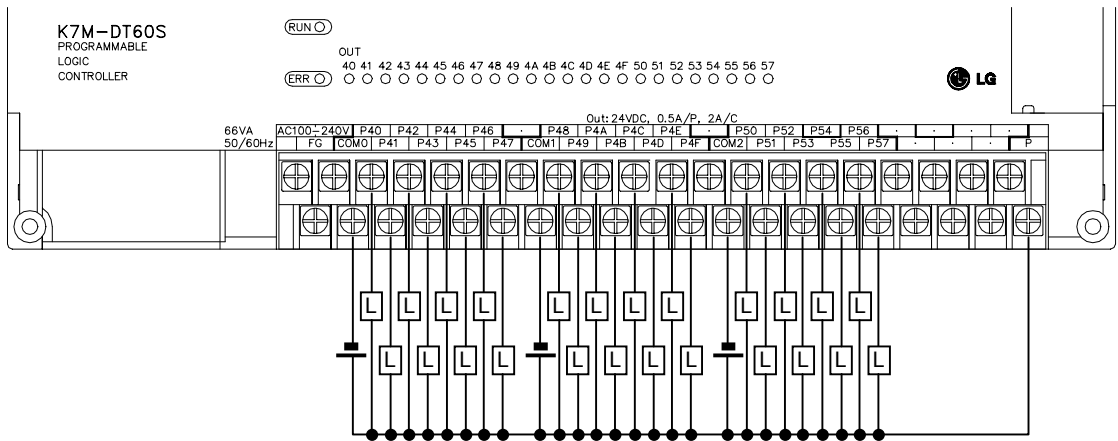 K7M-DT60S
PROGRAMMABLE
LOGIC
CONTROLLER
RUN
ERR
OUT
40 41 42 43 44 45 46 47 48 49 4A 4B 4C 4D 4E 4F 50 51 52 53 54 55 56 57
LG
Out: 24VDC, 0.5A/P, 2A/C
66VA AC100-240V P40 P42 P44 P46 · P48 P4A P4C P4E · P50 P52 P54 P56 · · · ·
50/60Hz FG COM0 P41 P43 P45 P47 COM1 P49 P4B P4D P4F COM2 P51 P53 P55 P57 · · · P
L L L L L L L L L L L L
L L L L L L L L L L L L